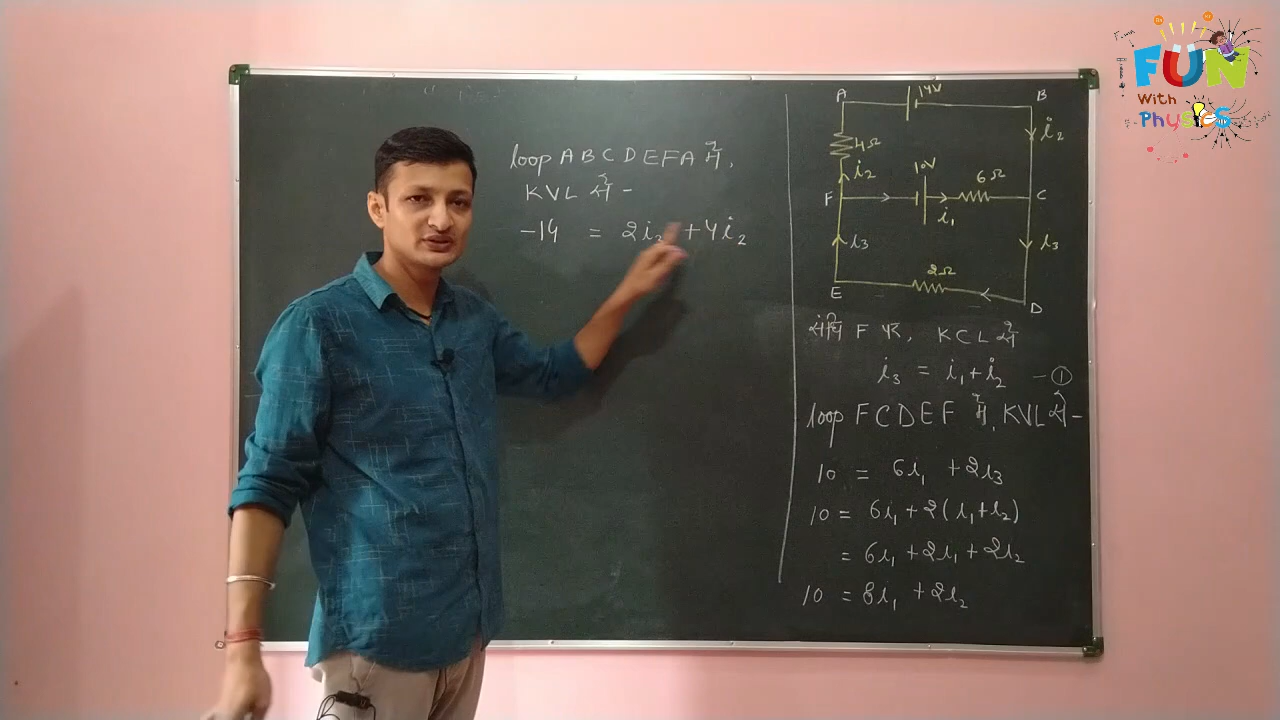 FUN
With
Physics
loop A B C D E F A में,
KVL से -
-14 = 2i₂ + 4i₂
A
14V
B
4Ω
i₂
i₂
10V
6Ω
F
C
i₁
i₃
i₃
2Ω
E
D
संधि F पर, KCL से
i₃ = i₁ + i₂ - ①
loop FCDEF में, KVL से -
10 = 6i₁ + 2i₃
10 = 6i₁ + 2(i₁+i₂)
= 6i₁ + 2i₁ + 2i₂
10 = 8i₁ + 2i₂